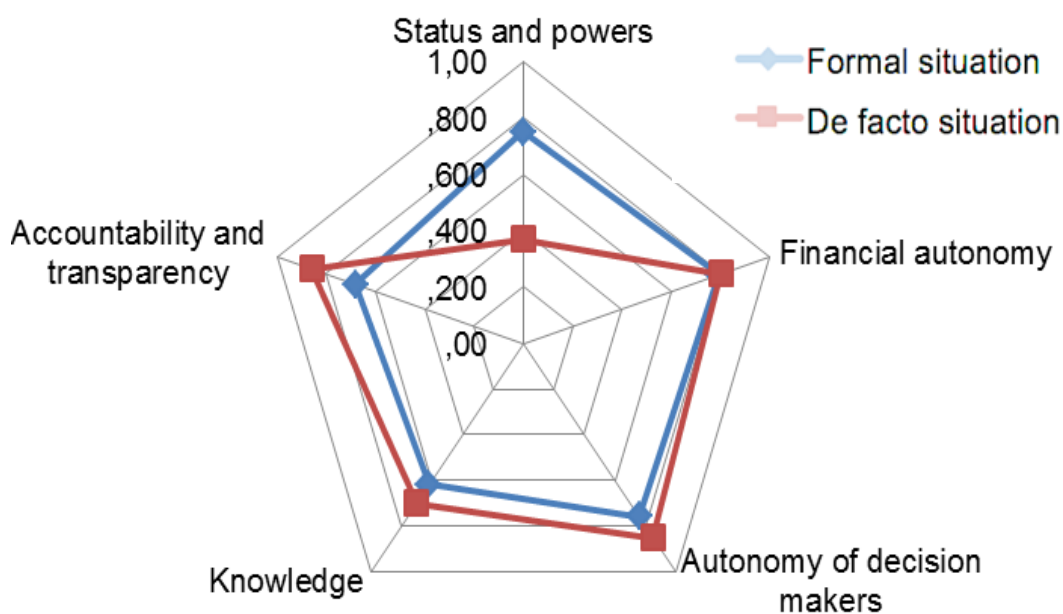 Status and powers
1,00
,800
,600
,400
,200
,00
Formal situation
De facto situation
Financial autonomy
Autonomy of decision
makers
Knowledge
Accountability and
transparency